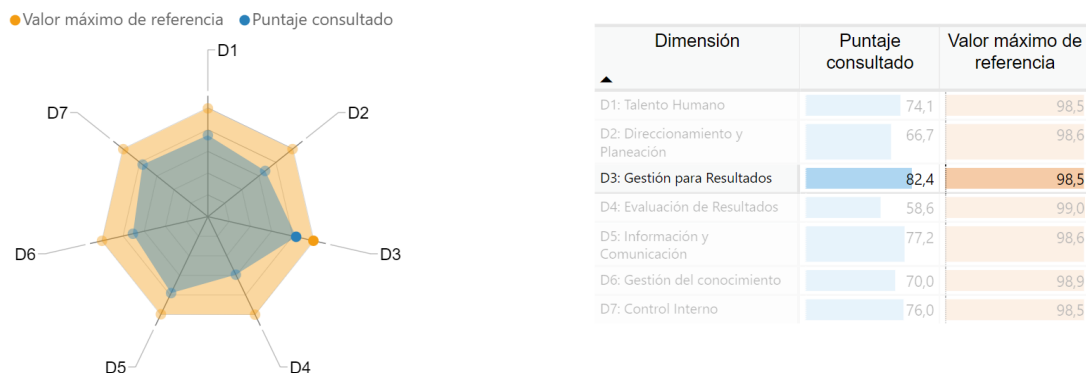 Valor máximo de referencia Puntaje consultado
D1
D7
D2
D6
D3
D5
D4
Dimensión Puntaje consultado Valor máximo de referencia
D1: Talento Humano 74,1 98,5
D2: Direccionamiento y Planeación 66,7 98,6
D3: Gestión para Resultados 82,4 98,5
D4: Evaluación de Resultados 58,6 99,0
D5: Información y Comunicación 77,2 98,6
D6: Gestión del conocimiento 70,0 98,9
D7: Control Interno 76,0 98,5